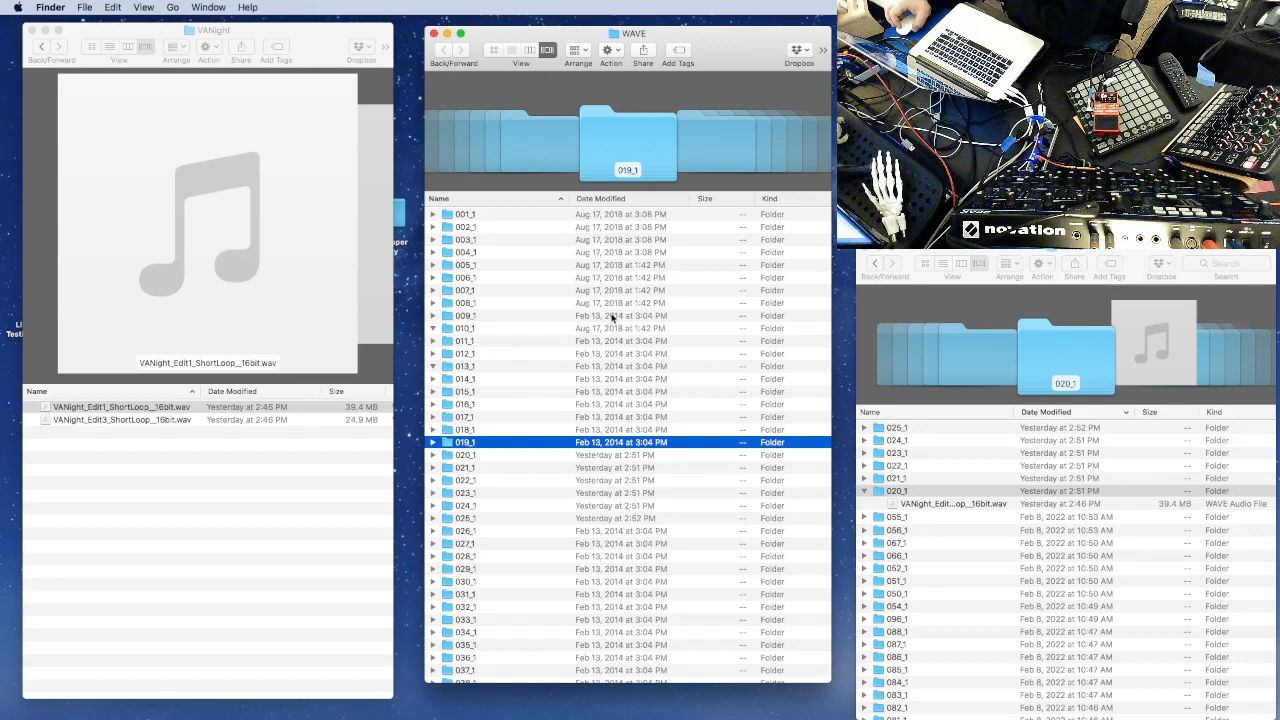 Finder File Edit View Go Window Help
VANight
Back/Forward View Arrange Action Share Add Tags Dropbox
VANight_Edit1_ShortLoop__16bit.wav
Name Date Modified Size
VANight_Edit1_ShortLoop__16bit.wav Yesterday at 2:46 PM 39.4 MB
VANight_Edit3_ShortLoop__16bit.wav Yesterday at 2:46 PM 24.9 MB
WAVE
Back/Forward View Arrange Action Share Add Tags Dropbox
019_1
Name Date Modified Size Kind
001_1 Aug 17, 2018 at 3:08 PM -- Folder
002_1 Aug 17, 2018 at 3:08 PM -- Folder
003_1 Aug 17, 2018 at 3:08 PM -- Folder
004_1 Aug 17, 2018 at 3:08 PM -- Folder
005_1 Aug 17, 2018 at 1:42 PM -- Folder
006_1 Aug 17, 2018 at 1:42 PM -- Folder
007_1 Aug 17, 2018 at 1:42 PM -- Folder
008_1 Aug 17, 2018 at 1:42 PM -- Folder
009_1 Feb 13, 2014 at 3:04 PM -- Folder
010_1 Aug 17, 2018 at 1:42 PM -- Folder
011_1 Feb 13, 2014 at 3:04 PM -- Folder
012_1 Feb 13, 2014 at 3:04 PM -- Folder
013_1 Feb 13, 2014 at 3:04 PM -- Folder
014_1 Feb 13, 2014 at 3:04 PM -- Folder
015_1 Feb 13, 2014 at 3:04 PM -- Folder
016_1 Feb 13, 2014 at 3:04 PM -- Folder
017_1 Feb 13, 2014 at 3:04 PM -- Folder
018_1 Feb 13, 2014 at 3:04 PM -- Folder
019_1 Feb 13, 2014 at 3:04 PM -- Folder
020_1 Yesterday at 2:51 PM -- Folder
021_1 Yesterday at 2:51 PM -- Folder
022_1 Yesterday at 2:51 PM -- Folder
023_1 Yesterday at 2:51 PM -- Folder
024_1 Yesterday at 2:51 PM -- Folder
025_1 Yesterday at 2:52 PM -- Folder
026_1 Feb 13, 2014 at 3:04 PM -- Folder
027_1 Feb 13, 2014 at 3:04 PM -- Folder
028_1 Feb 13, 2014 at 3:04 PM -- Folder
029_1 Feb 13, 2014 at 3:04 PM -- Folder
030_1 Feb 13, 2014 at 3:04 PM -- Folder
031_1 Feb 13, 2014 at 3:04 PM -- Folder
032_1 Feb 13, 2014 at 3:04 PM -- Folder
033_1 Feb 13, 2014 at 3:04 PM -- Folder
034_1 Feb 13, 2014 at 3:04 PM -- Folder
035_1 Feb 13, 2014 at 3:04 PM -- Folder
036_1 Feb 13, 2014 at 3:04 PM -- Folder
037_1 Feb 13, 2014 at 3:04 PM -- Folder
novation
Search
Back/Forward View Arrange Action Share Add Tags Dropbox Search
020_1
Name Date Modified Size Kind
025_1 Yesterday at 2:52 PM -- Folder
024_1 Yesterday at 2:51 PM -- Folder
023_1 Yesterday at 2:51 PM -- Folder
022_1 Yesterday at 2:51 PM -- Folder
021_1 Yesterday at 2:51 PM -- Folder
020_1 Yesterday at 2:51 PM -- Folder
VANight_Edit...op__16bit.wav Yesterday at 2:46 PM 39.4 MB WAVE Audio File
055_1 Feb 8, 2022 at 10:53 AM -- Folder
056_1 Feb 8, 2022 at 10:53 AM -- Folder
067_1 Feb 8, 2022 at 10:50 AM -- Folder
066_1 Feb 8, 2022 at 10:50 AM -- Folder
052_1 Feb 8, 2022 at 10:50 AM -- Folder
051_1 Feb 8, 2022 at 10:50 AM -- Folder
050_1 Feb 8, 2022 at 10:50 AM -- Folder
054_1 Feb 8, 2022 at 10:49 AM -- Folder
096_1 Feb 8, 2022 at 10:49 AM -- Folder
088_1 Feb 8, 2022 at 10:47 AM -- Folder
087_1 Feb 8, 2022 at 10:47 AM -- Folder
086_1 Feb 8, 2022 at 10:47 AM -- Folder
085_1 Feb 8, 2022 at 10:47 AM -- Folder
084_1 Feb 8, 2022 at 10:47 AM -- Folder
083_1 Feb 8, 2022 at 10:47 AM -- Folder
082_1 Feb 8, 2022 at 10:47 AM -- Folder